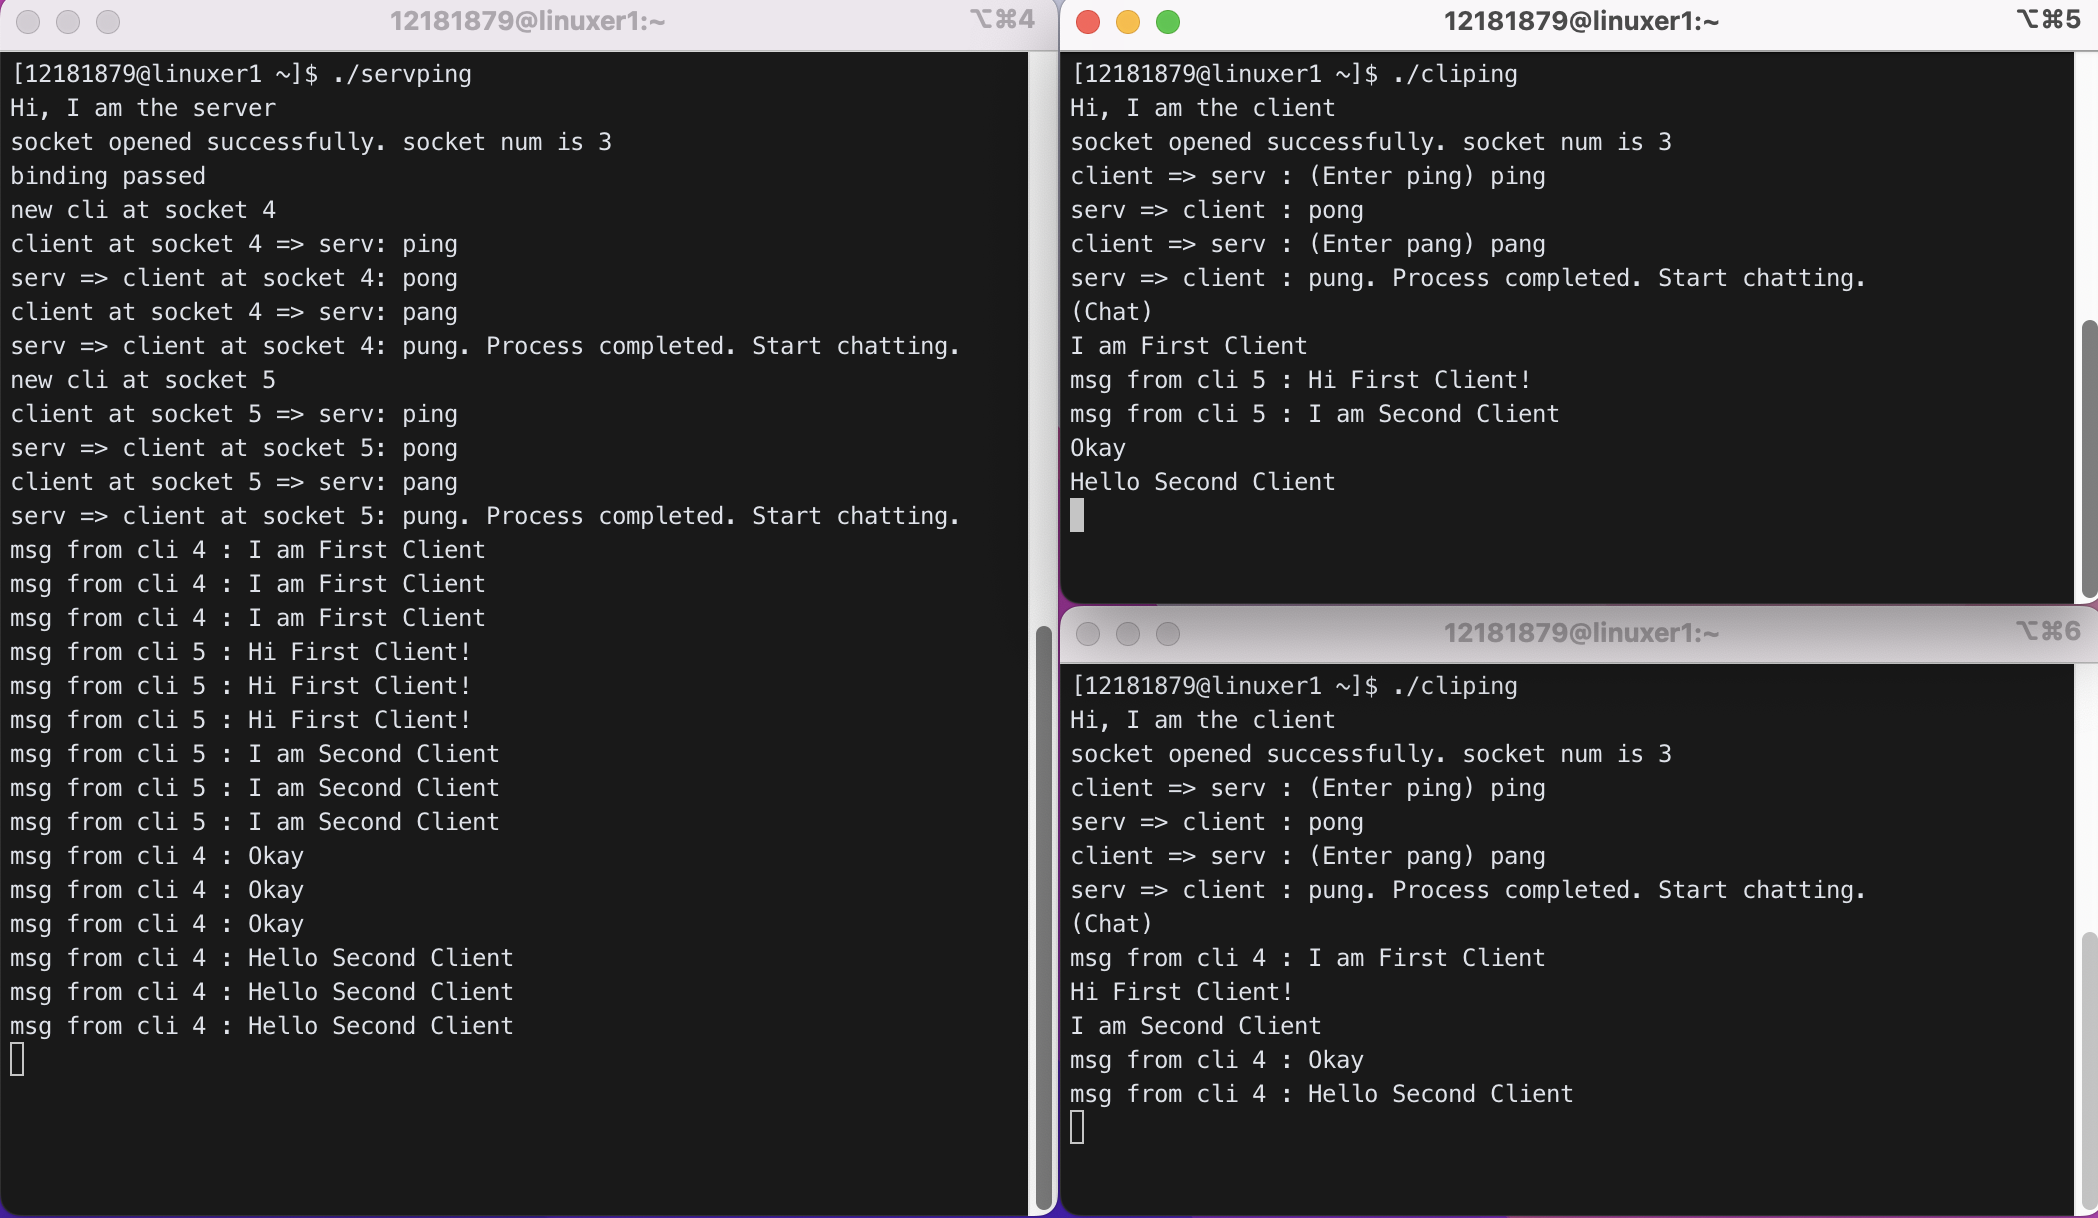 12181879@linuxer1:~ ⌥⌘4
[12181879@linuxer1 ~]$ ./servping
Hi, I am the server
socket opened successfully. socket num is 3
binding passed
new cli at socket 4
client at socket 4 => serv: ping
serv => client at socket 4: pong
client at socket 4 => serv: pang
serv => client at socket 4: pung. Process completed. Start chatting.
new cli at socket 5
client at socket 5 => serv: ping
serv => client at socket 5: pong
client at socket 5 => serv: pang
serv => client at socket 5: pung. Process completed. Start chatting.
msg from cli 4 : I am First Client
msg from cli 4 : I am First Client
msg from cli 4 : I am First Client
msg from cli 5 : Hi First Client!
msg from cli 5 : Hi First Client!
msg from cli 5 : Hi First Client!
msg from cli 5 : I am Second Client
msg from cli 5 : I am Second Client
msg from cli 5 : I am Second Client
msg from cli 4 : Okay
msg from cli 4 : Okay
msg from cli 4 : Okay
msg from cli 4 : Hello Second Client
msg from cli 4 : Hello Second Client
msg from cli 4 : Hello Second Client
12181879@linuxer1:~ ⌥⌘5
[12181879@linuxer1 ~]$ ./cliping
Hi, I am the client
socket opened successfully. socket num is 3
client => serv : (Enter ping) ping
serv => client : pong
client => serv : (Enter pang) pang
serv => client : pung. Process completed. Start chatting.
(Chat)
I am First Client
msg from cli 5 : Hi First Client!
msg from cli 5 : I am Second Client
Okay
Hello Second Client
12181879@linuxer1:~ ⌥⌘6
[12181879@linuxer1 ~]$ ./cliping
Hi, I am the client
socket opened successfully. socket num is 3
client => serv : (Enter ping) ping
serv => client : pong
client => serv : (Enter pang) pang
serv => client : pung. Process completed. Start chatting.
(Chat)
msg from cli 4 : I am First Client
Hi First Client!
I am Second Client
msg from cli 4 : Okay
msg from cli 4 : Hello Second Client